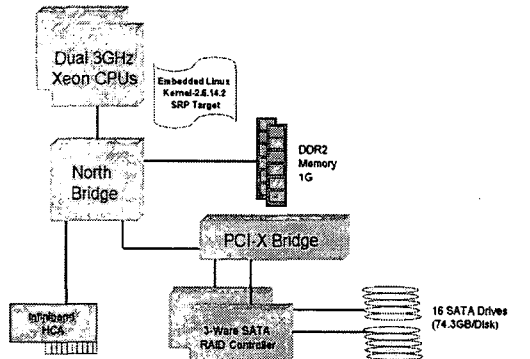 Dual 3GHz
Xeon CPUs
Embedded Linux
Kernel-2.6.14.2
SRP Target
North
Bridge
DDR2
Memory
1G
PCI-X Bridge
Infiniband
HCA
3-Ware SATA
RAID Controller
16 SATA Drives
(74.3GB/Disk)